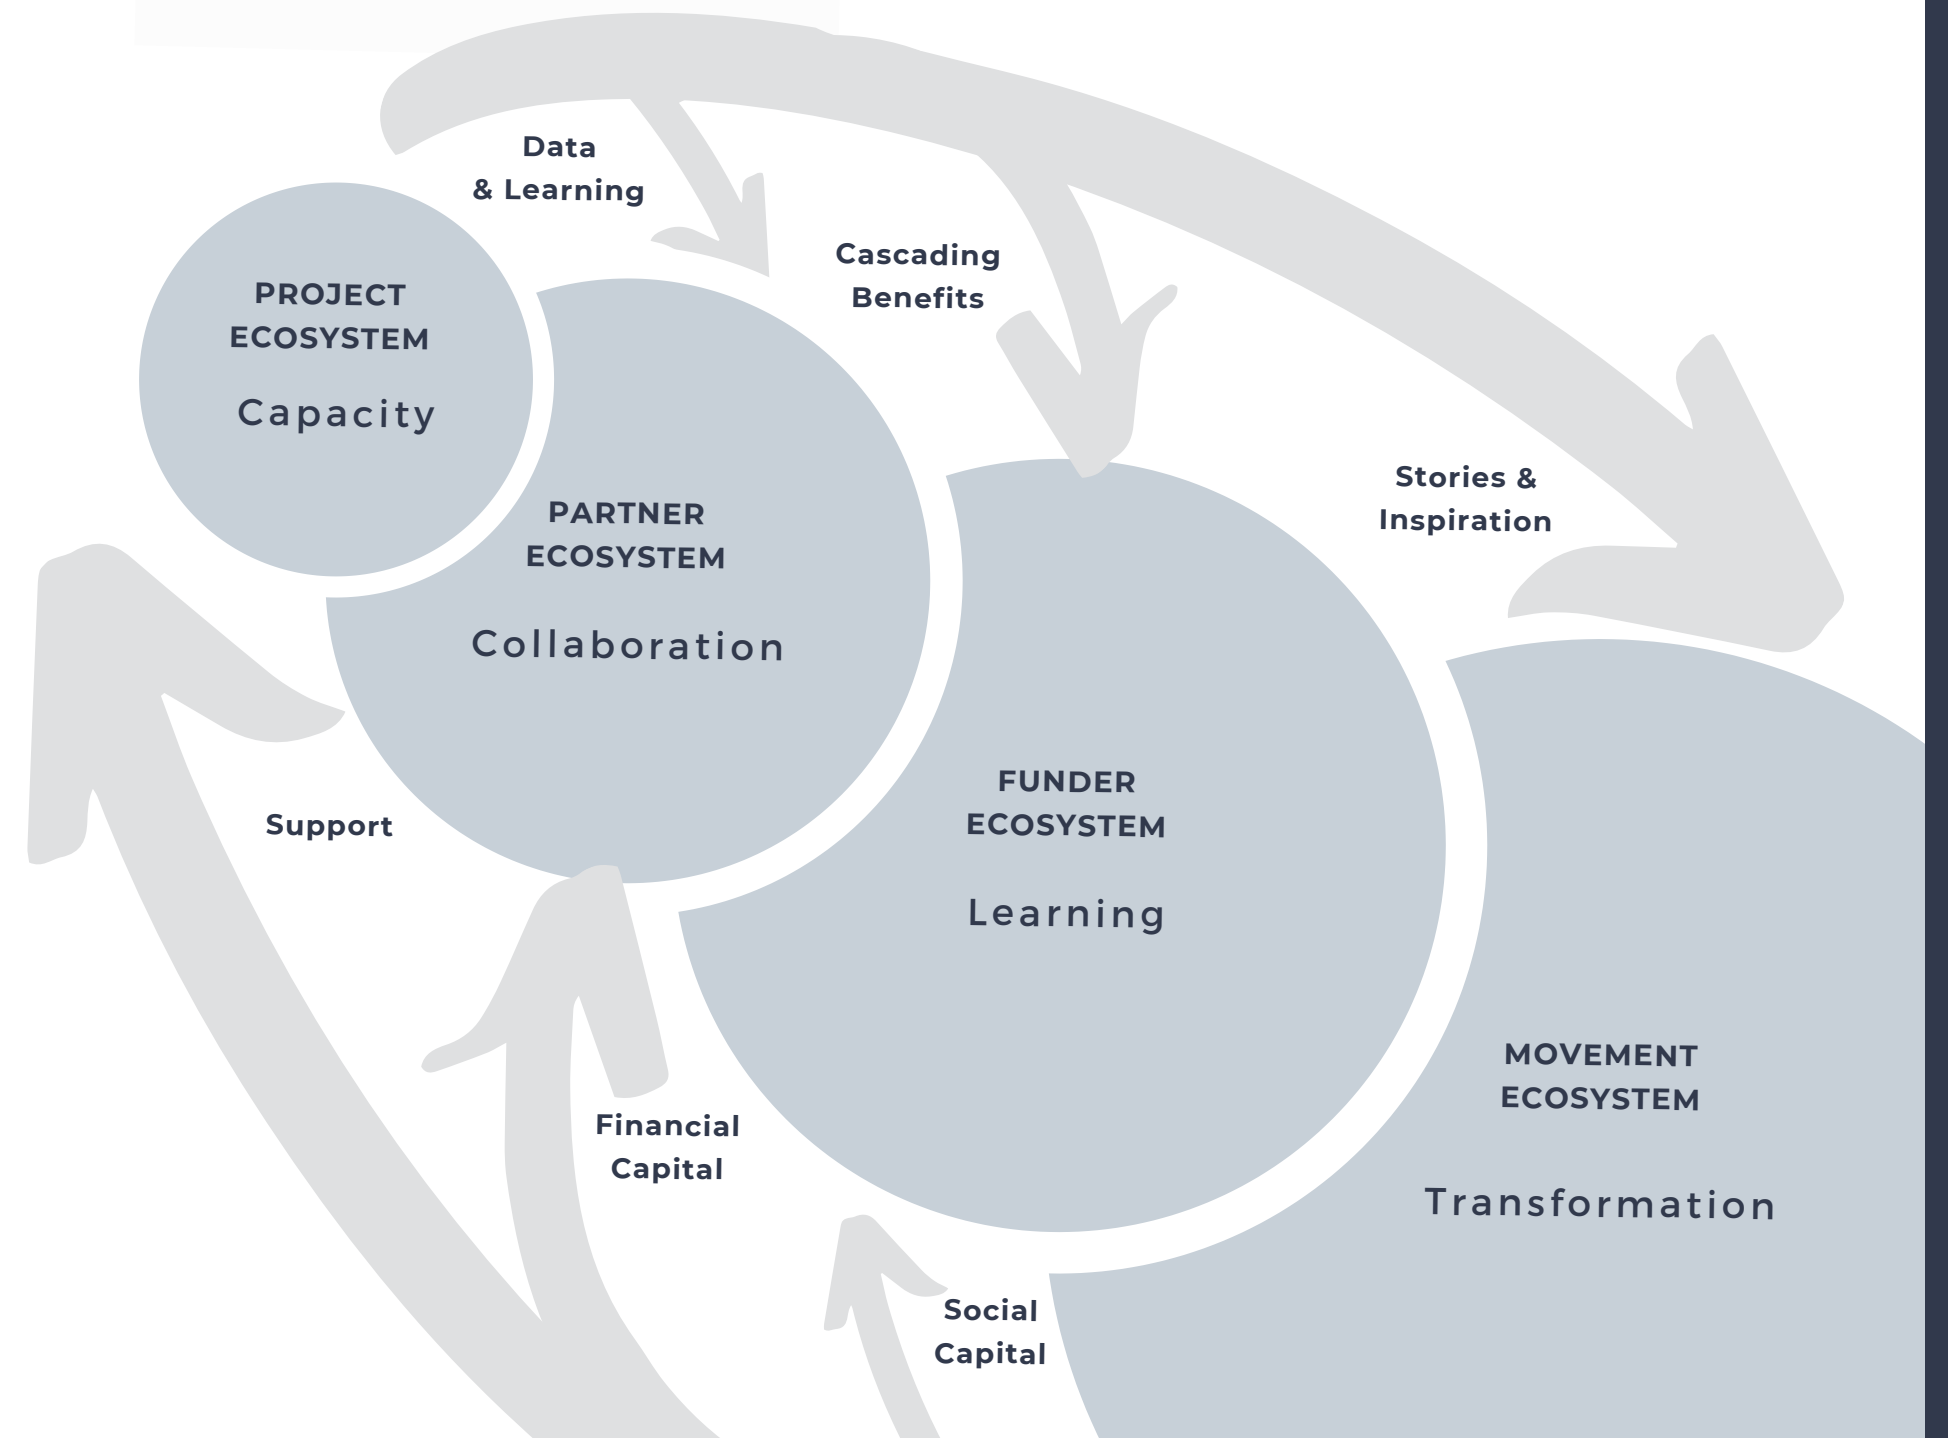 Data
& Learning
Cascading
Benefits
PROJECT
ECOSYSTEM
Capacity
Stories &
Inspiration
PARTNER
ECOSYSTEM
Collaboration
FUNDER
ECOSYSTEM
Learning
Support
MOVEMENT
ECOSYSTEM
Transformation
Financial
Capital
Social
Capital